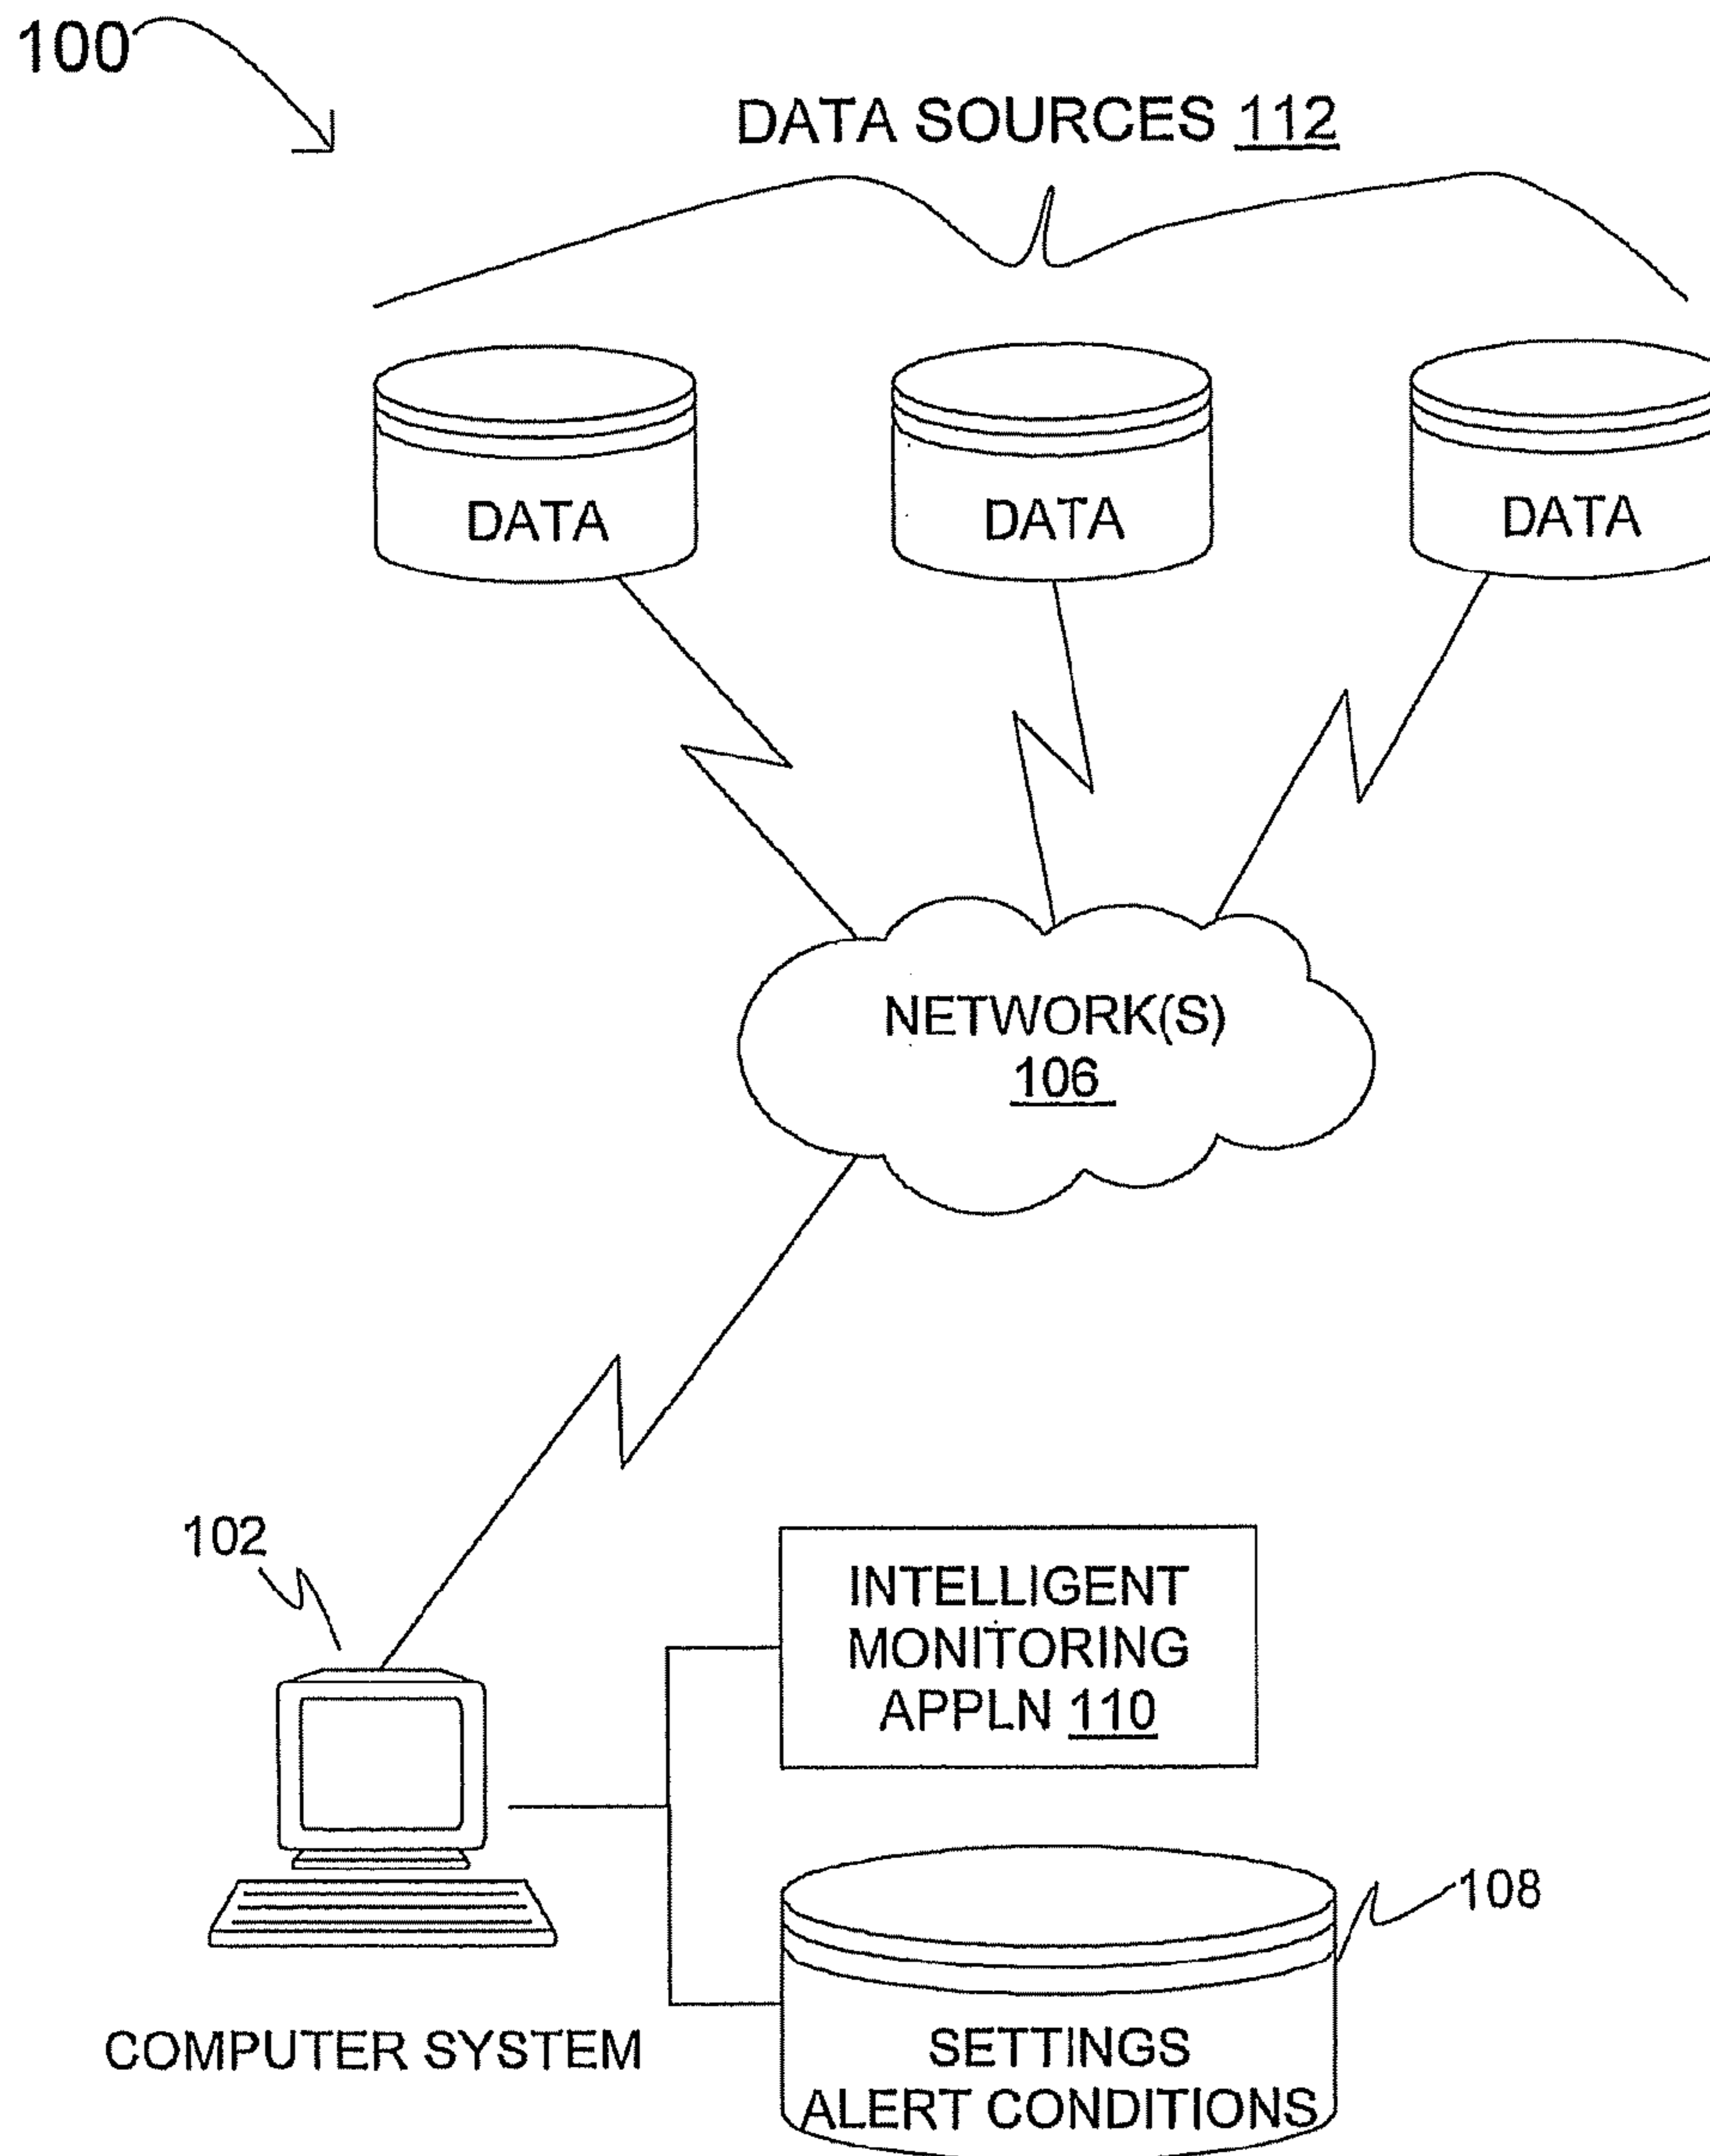 100
DATA SOURCES 112
DATA
DATA
DATA
NETWORK(S)
106
102
INTELLIGENT
MONITORING
APPLN 110
108
COMPUTER SYSTEM
SETTINGS
ALERT CONDITIONS